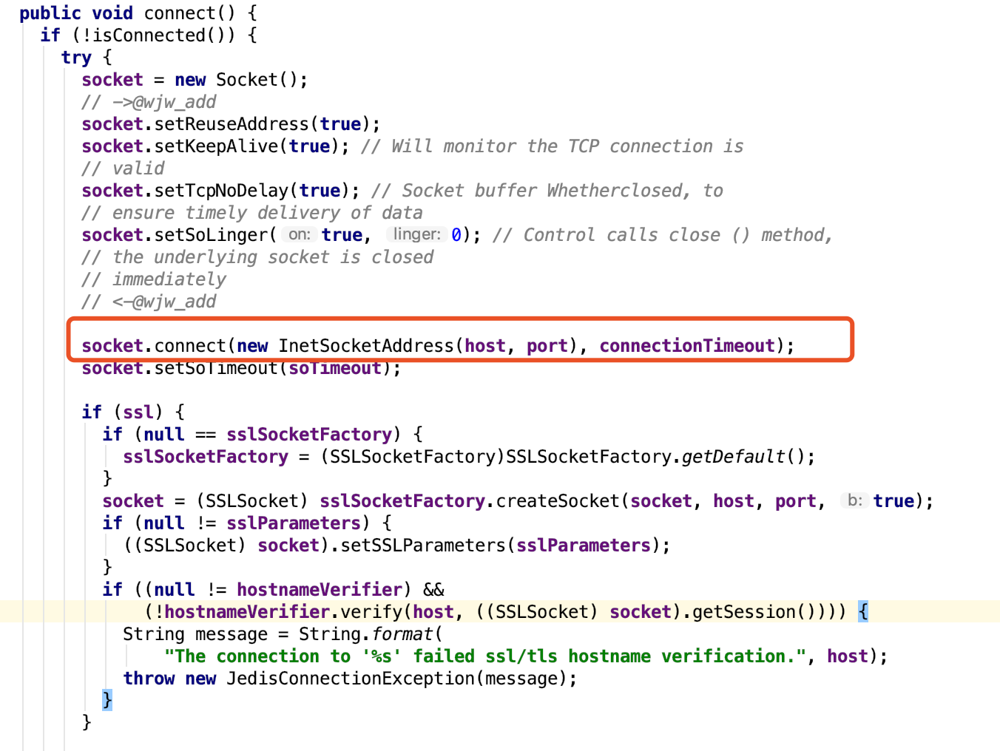 public void connect() {
if (!isConnected()) {
try {
socket = new Socket();
// ->@wjw_add
socket.setReuseAddress(true);
socket.setKeepAlive(true); // Will monitor the TCP connection is
// valid
socket.setTcpNoDelay(true); // Socket buffer Whetherclosed, to
// ensure timely delivery of data
socket.setSoLinger( on: true, linger: 0); // Control calls close () method,
// the underlying socket is closed
// immediately
// <-@wjw_add
socket.connect(new InetSocketAddress(host, port), connectionTimeout);
socket.setSoTimeout(soTimeout);
if (ssl) {
if (null == sslSocketFactory) {
sslSocketFactory = (SSLSocketFactory)SSLSocketFactory.getDefault();
}
socket = (SSLSocket) sslSocketFactory.createSocket(socket, host, port, b: true);
if (null != sslParameters) {
((SSLSocket) socket).setSSLParameters(sslParameters);
}
if ((null != hostnameVerifier) &&
(!hostnameVerifier.verify(host, ((SSLSocket) socket).getSession()))) {
String message = String.format(
"The connection to '%s' failed ssl/tls hostname verification.", host);
throw new JedisConnectionException(message);
}
}